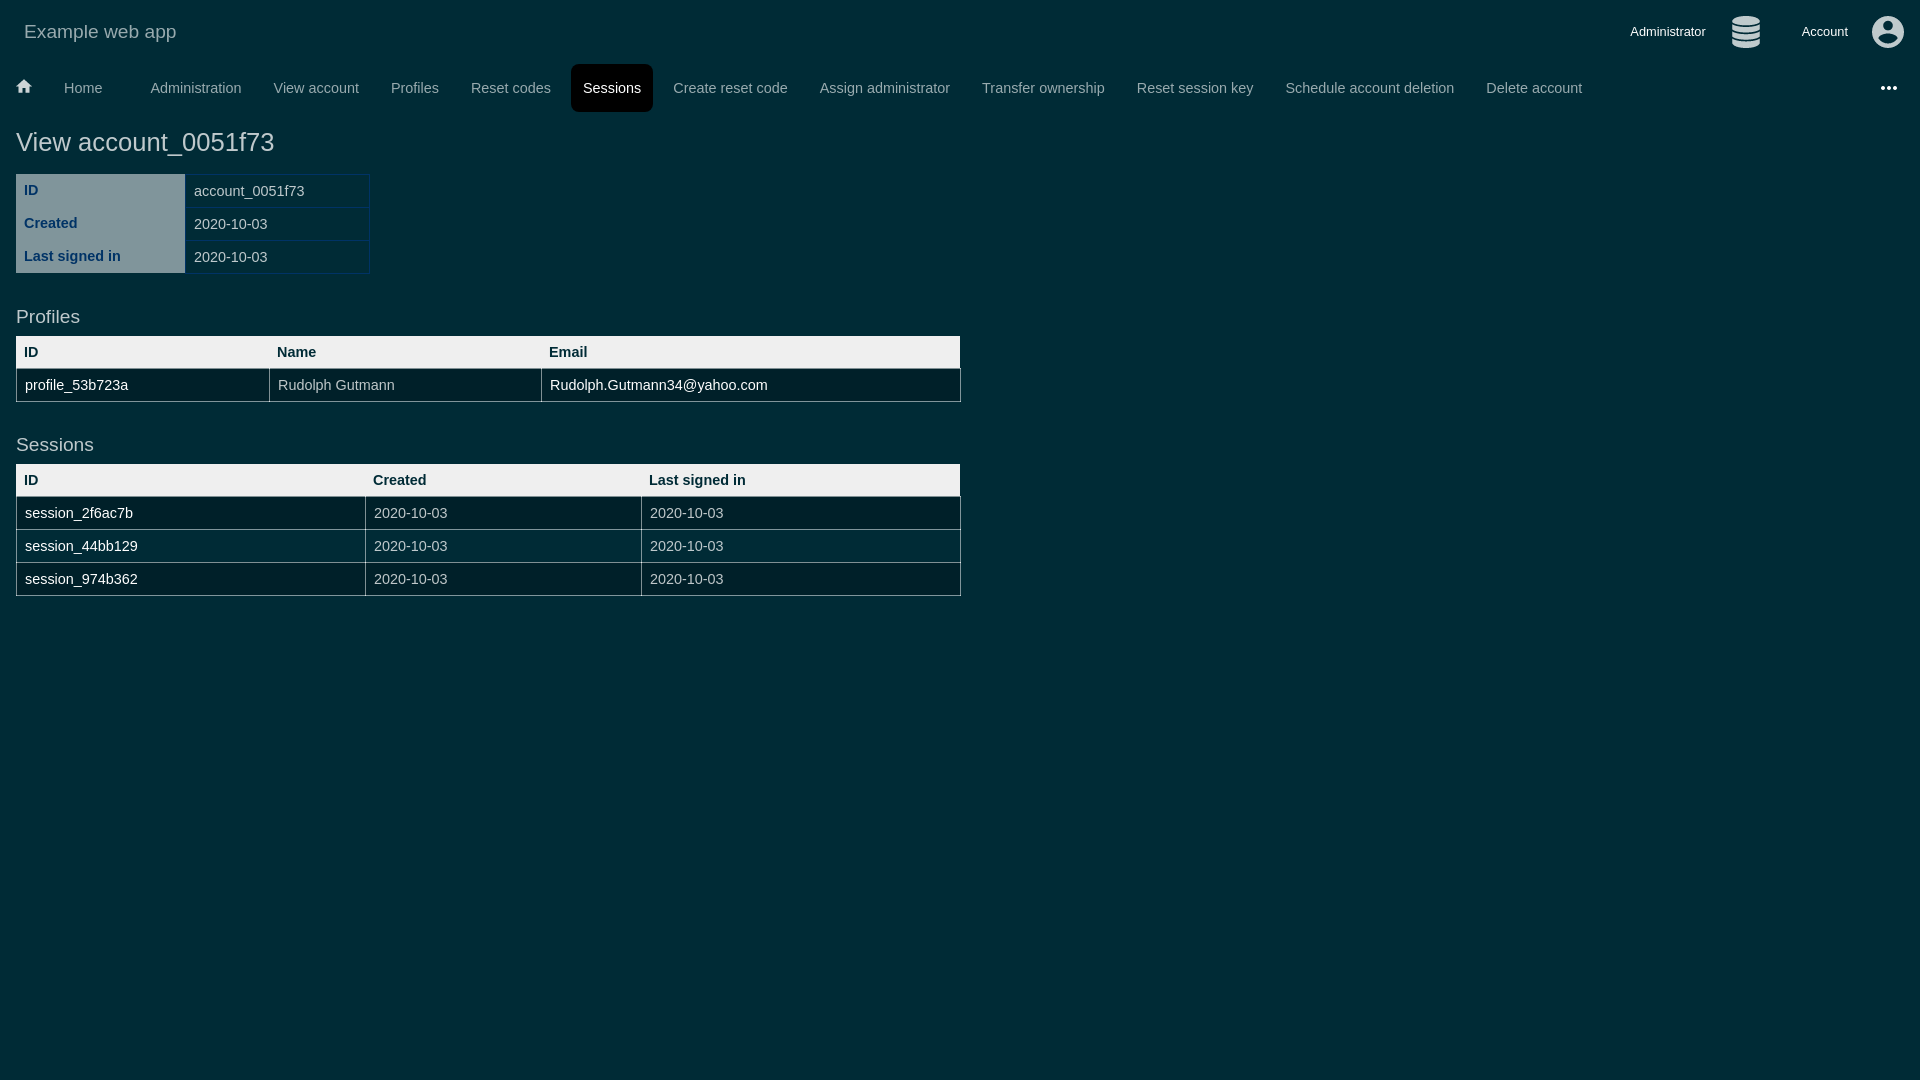 Example web app
Administrator
Account
Home Administration View account Profiles Reset codes Sessions Create reset code Assign administrator Transfer ownership Reset session key Schedule account deletion Delete account
View account_0051f73
ID account_0051f73
Created 2020-10-03
Last signed in 2020-10-03
Profiles
ID Name Email
profile_53b723a Rudolph Gutmann Rudolph.Gutmann34@yahoo.com
Sessions
ID Created Last signed in
session_2f6ac7b 2020-10-03 2020-10-03
session_44bb129 2020-10-03 2020-10-03
session_974b362 2020-10-03 2020-10-03